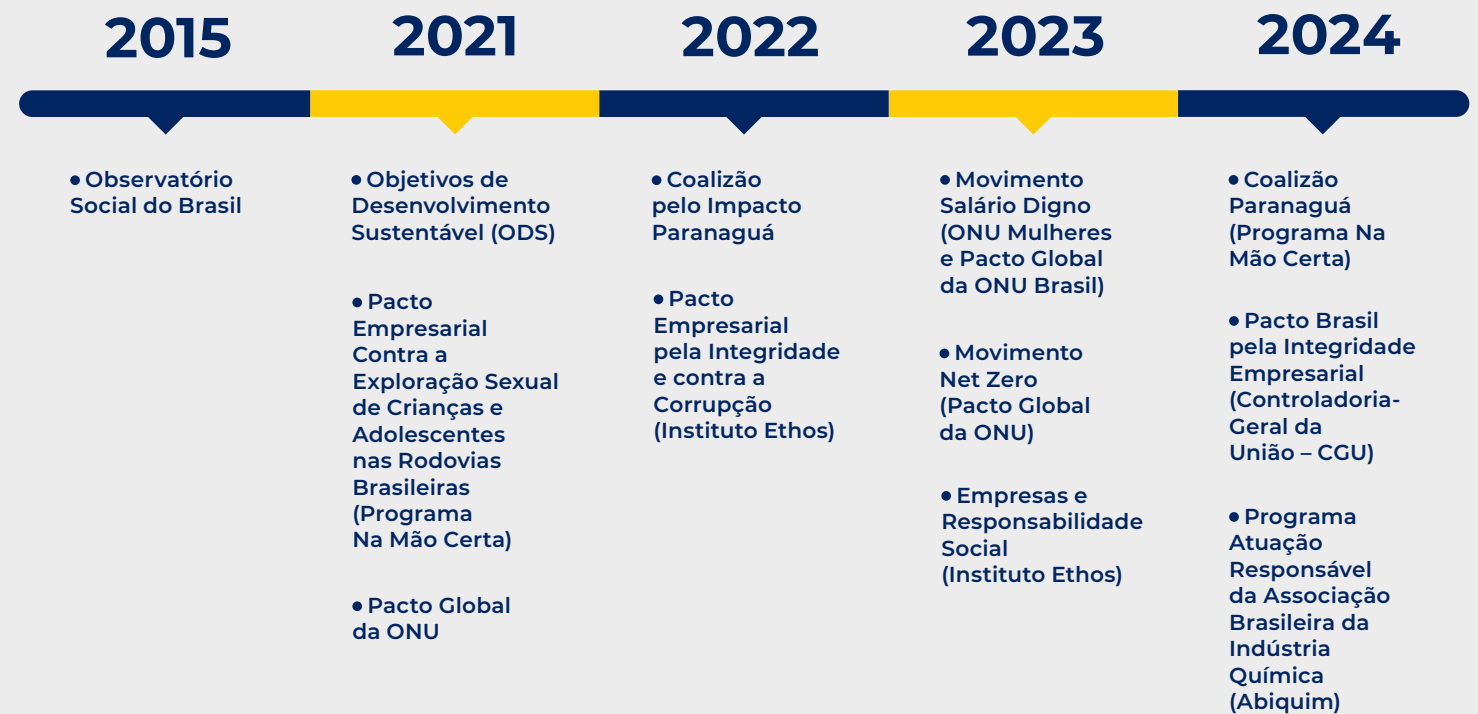 2015
• Observatório
Social do Brasil
2021
• Objetivos de
Desenvolvimento
Sustentável (ODS)
• Pacto
Empresarial
Contra a
Exploração Sexual
de Crianças e
Adolescentes
nas Rodovias
Brasileiras
(Programa
Na Mão Certa)
• Pacto Global
da ONU
2022
• Coalizão
pelo Impacto
Paranaguá
• Pacto
Empresarial
pela Integridade
e contra a
Corrupção
(Instituto Ethos)
2023
• Movimento
Salário Digno
(ONU Mulheres
e Pacto Global
da ONU Brasil)
• Movimento
Net Zero
(Pacto Global
da ONU)
• Empresas e
Responsabilidade
Social
(Instituto Ethos)
2024
• Coalizão
Paranaguá
(Programa Na
Mão Certa)
• Pacto Brasil
pela Integridade
Empresarial
(Controladoria-
Geral da
União – CGU)
• Programa
Atuação
Responsável
da Associação
Brasileira da
Indústria
Química
(Abiquim)